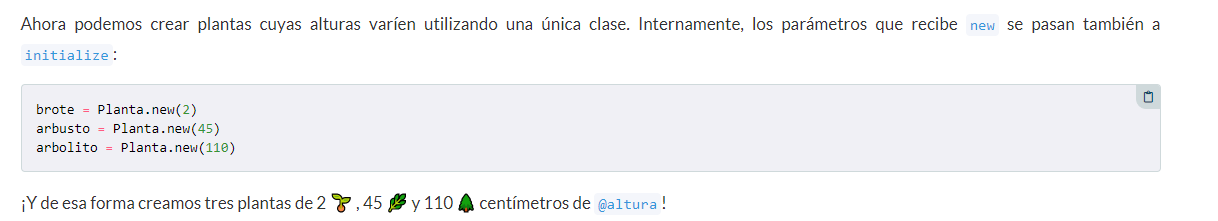 Ahora podemos crear plantas cuyas alturas varíen utilizando una única clase. Internamente, los parámetros que recibe new se pasan también a
initialize:
brote = Planta.new(2)
arbusto = Planta.new(45)
arbolito = Planta.new(110)
¡Y de esa forma creamos tres plantas de 2 🌱, 45 🌿 y 110 🌲 centímetros de @altura!